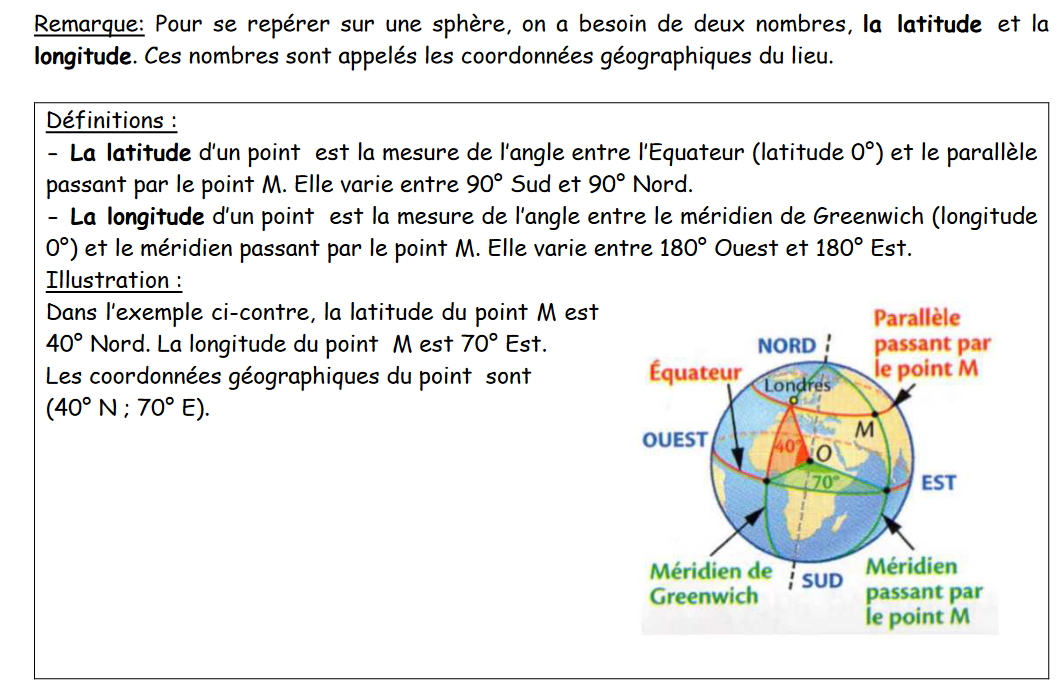 Remarque: Pour se repérer sur une sphère, on a besoin de deux nombres, la latitude et la
longitude. Ces nombres sont appelés les coordonnées géographiques du lieu.
Définitions :
- La latitude d'un point est la mesure de l'angle entre l'Equateur (latitude 0°) et le parallèle
passant par le point M. Elle varie entre 90° Sud et 90° Nord.
- La longitude d'un point est la mesure de l'angle entre le méridien de Greenwich (longitude
0°) et le méridien passant par le point M. Elle varie entre 180° Ouest et 180° Est.
Illustration :
Dans l'exemple ci-contre, la latitude du point M est
40° Nord. La longitude du point M est 70° Est.
Les coordonnées géographiques du point sont
(40° N ; 70° E).
Parallèle
passant par
le point M
NORD
Équateur
Londres
M
OUEST
40°
O
70°
EST
Méridien de
Greenwich
SUD
Méridien
passant par
le point M